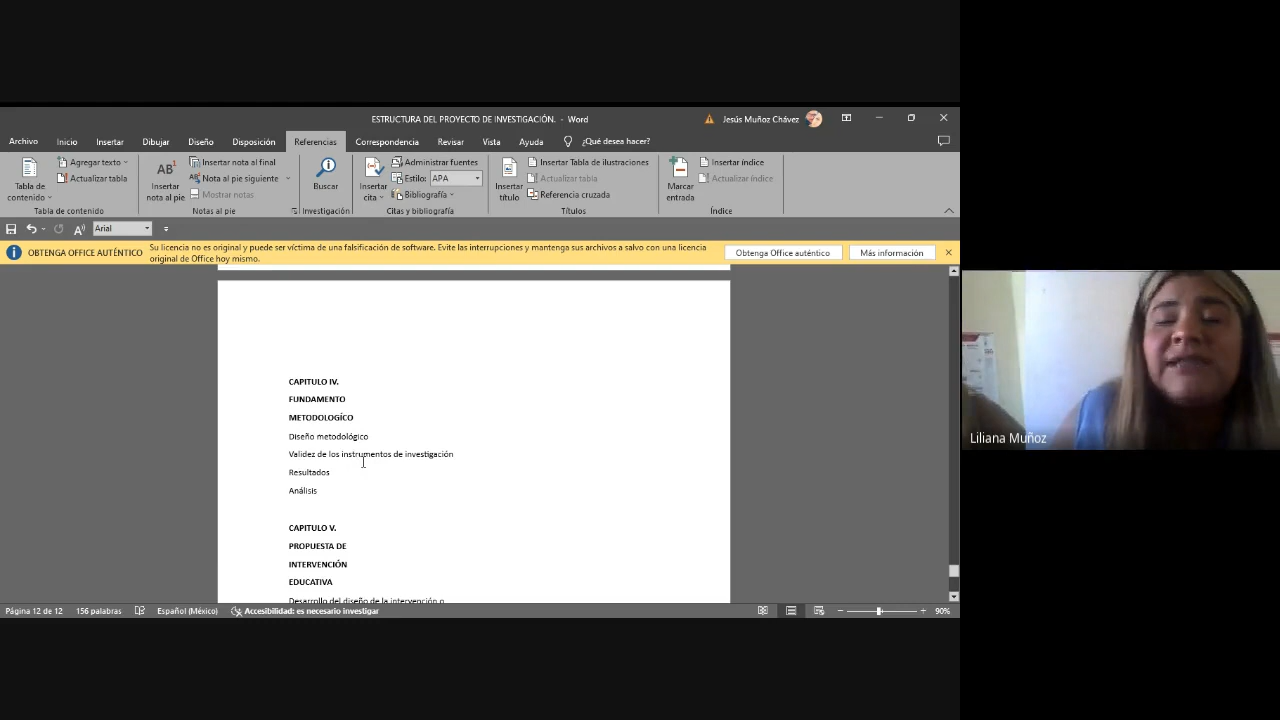 ESTRUCTURA DEL PROYECTO DE INVESTIGACIÓN. - Word
Jesús Muñoz Chávez
Archivo Inicio Insertar Dibujar Diseño Disposición Referencias Correspondencia Revisar Vista Ayuda ¿Qué desea hacer?
Tabla de contenido
Agregar texto
Actualizar tabla
Tabla de contenido
AB1
Insertar nota al pie
Insertar nota al final
Nota al pie siguiente
Mostrar notas
Notas al pie
Buscar
Investigación
Insertar cita
Administrar fuentes
Estilo: APA
Bibliografía
Citas y bibliografía
Insertar título
Insertar Tabla de ilustraciones
Actualizar tabla
Referencia cruzada
Títulos
Marcar entrada
Insertar índice
Actualizar índice
Índice
Arial
OBTENGA OFFICE AUTÉNTICO
Su licencia no es original y puede ser víctima de una falsificación de software. Evite las interrupciones y mantenga sus archivos a salvo con una licencia
original de Office hoy mismo.
Obtenga Office auténtico
Más información
CAPITULO IV.
FUNDAMENTO
METODOLOGÍCO
Diseño metodológico
Validez de los instrumentos de investigación
Resultados
Análisis
CAPITULO V.
PROPUESTA DE
INTERVENCIÓN
EDUCATIVA
Desarrollo del diseño de la intervención o
Página 12 de 12 156 palabras Español (México) Accesibilidad: es necesario investigar 90%
Liliana Muñoz